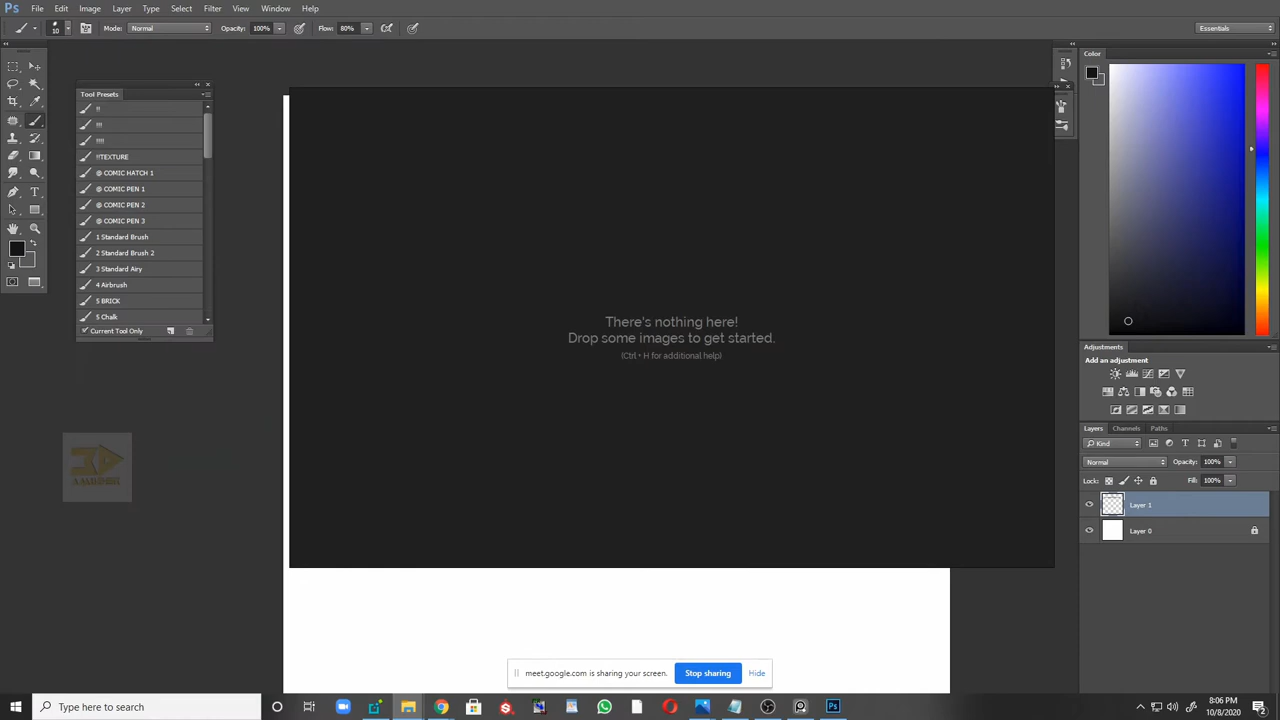 Ps File Edit Image Layer Type Select Filter View Window Help
10 Mode: Normal Opacity: 100% Flow: 80% Essentials
Tool Presets
!!
!!!
!!!!
!!TEXTURE
@ COMIC HATCH 1
@ COMIC PEN 1
@ COMIC PEN 2
@ COMIC PEN 3
1 Standard Brush
2 Standard Brush 2
3 Standard Airy
4 Airbrush
5 BRICK
5 Chalk
Current Tool Only
There's nothing here!
Drop some images to get started.
(Ctrl + H for additional help)
Color
Adjustments
Add an adjustment
Layers Channels Paths
Kind
Normal Opacity: 100%
Lock: Fill: 100%
Layer 1
Layer 0
meet.google.com is sharing your screen. Stop sharing Hide
Type here to search
Ps
8:06 PM
10/8/2020
2